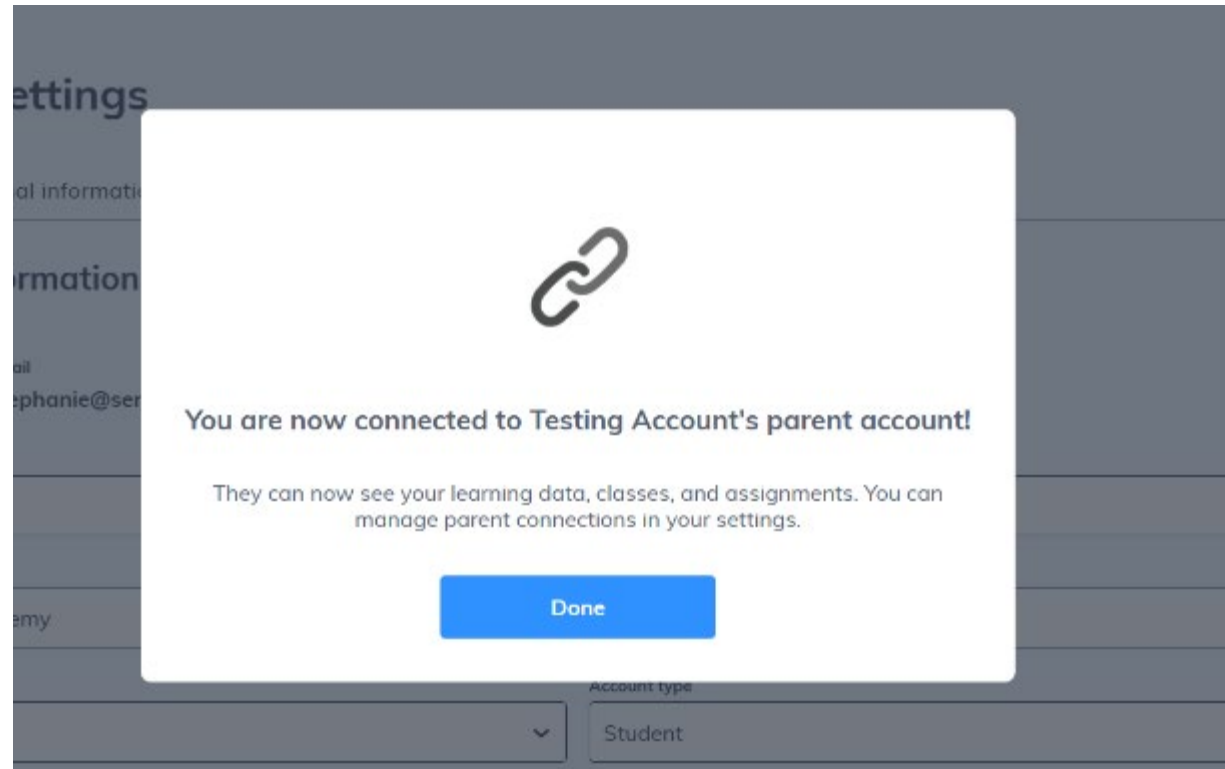 ettings
al informati
rmation
ail
ephanie@ser
You are now connected to Testing Account's parent account!
They can now see your learning data, classes, and assignments. You can
manage parent connections in your settings.
Done
emy
Account type
Student